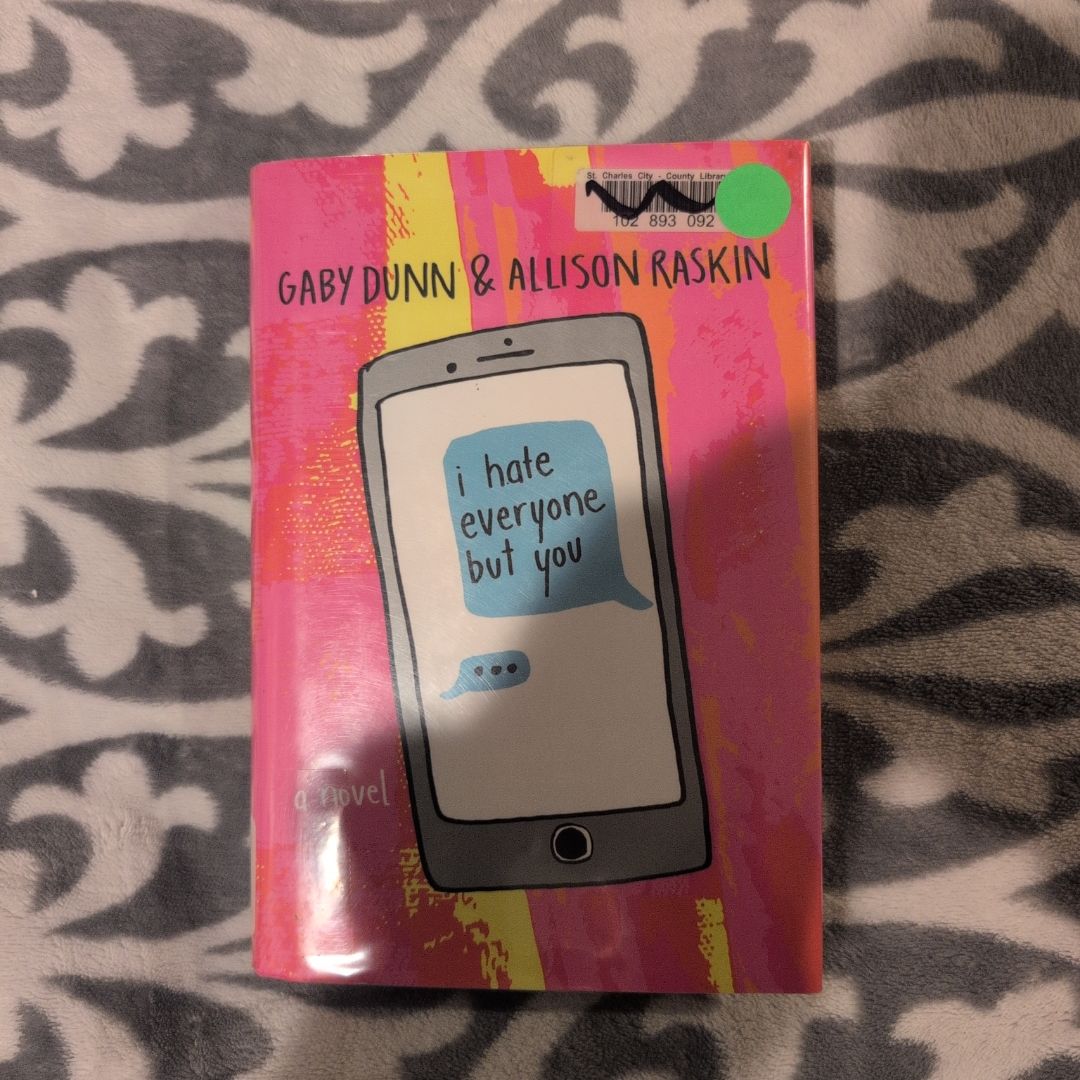 St. Charles City - County Library
102 893 092
GABY DUNN & ALLISON RASKIN
i hate
everyone
but you
...
a novel